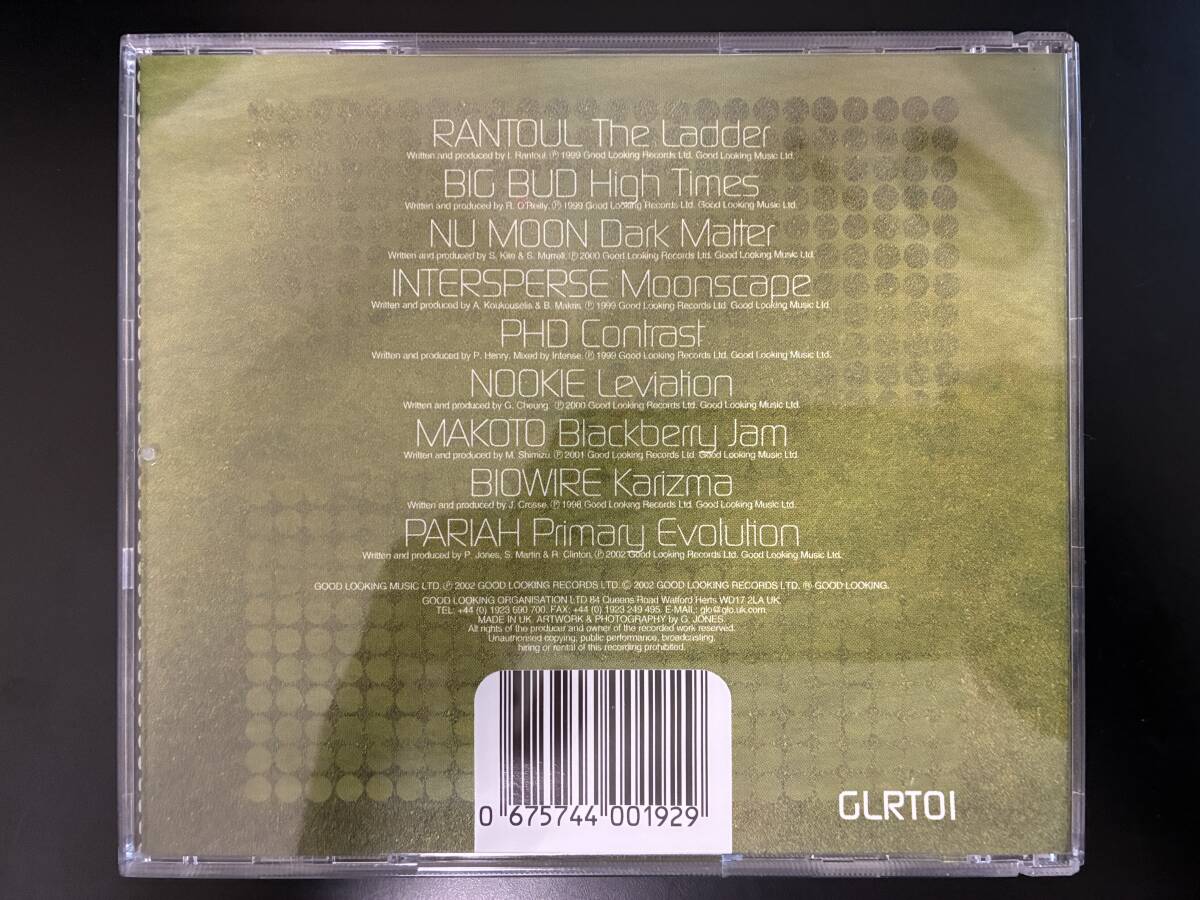 RANTOUL The Ladder
Written and produced by I. Rantoul. ℗ 1999 Good Looking Records Ltd. Good Looking Music Ltd.
BIG BUD High Times
Written and produced by R. O'Reilly. ℗ 1999 Good Looking Records Ltd. Good Looking Music Ltd.
NU MOON Dark Matter
Written and produced by S. Kite & S. Murrell. ℗ 2000 Good Looking Records Ltd. Good Looking Music Ltd.
INTERSPERSE Moonscape
Written and produced by A. Koukouselis & B. Makris. ℗ 1999 Good Looking Records Ltd. Good Looking Music Ltd.
PHD Contrast
Written and produced by P. Henry. Mixed by Intense. ℗ 1999 Good Looking Records Ltd. Good Looking Music Ltd.
NOOKIE Leviation
Written and produced by G. Cheung. ℗ 2000 Good Looking Records Ltd. Good Looking Music Ltd.
MAKOTO Blackberry Jam
Written and produced by M. Shimizu. ℗ 2001 Good Looking Records Ltd. Good Looking Music Ltd.
BIOWIRE Karizma
Written and produced by J. Crosse. ℗ 1998 Good Looking Records Ltd. Good Looking Music Ltd.
PARIAH Primary Evolution
Written and produced by P. Jones, S. Martin & R. Clinton. ℗ 2002 Good Looking Records Ltd. Good Looking Music Ltd.
GOOD LOOKING MUSIC LTD. ℗ 2002 GOOD LOOKING RECORDS LTD. © 2002 GOOD LOOKING RECORDS LTD. ® GOOD LOOKING.
GOOD LOOKING ORGANISATION LTD 84 Queens Road Watford Herts WD17 2LA UK.
TEL: +44 (0) 1923 690 700. FAX: +44 (0) 1923 249 495. E-MAIL: glo@glo.uk.com.
MADE IN UK. ARTWORK & PHOTOGRAPHY by G. JONES.
All rights of the producer and owner of the recorded work reserved.
Unauthorised copying, public performance, broadcasting,
hiring or rental of this recording prohibited.
0 675744 001929
GLRT01